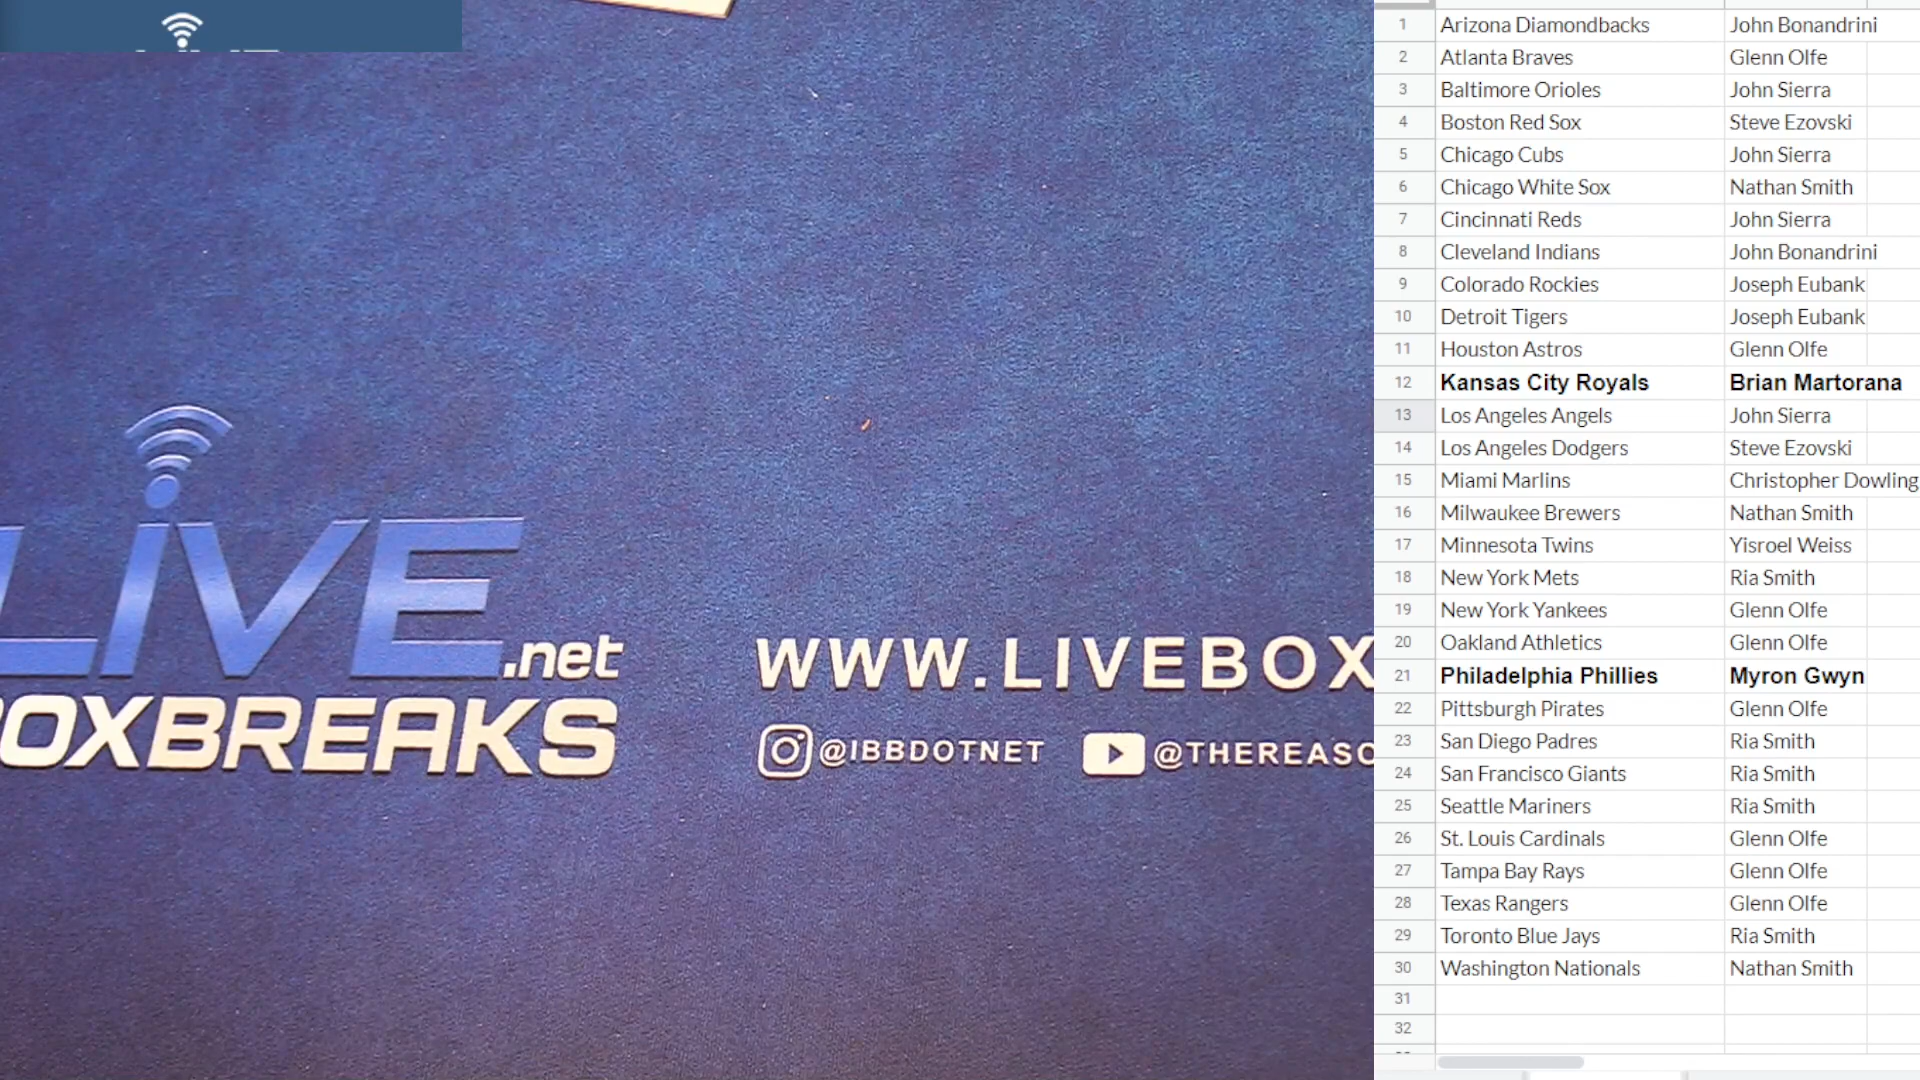 LIVE
.net
OXBREAKS
WWW.LIVEBOX
@IBBDOTNET
@THEREASO
1 Arizona Diamondbacks John Bonandrini
2 Atlanta Braves Glenn Olfe
3 Baltimore Orioles John Sierra
4 Boston Red Sox Steve Ezovski
5 Chicago Cubs John Sierra
6 Chicago White Sox Nathan Smith
7 Cincinnati Reds John Sierra
8 Cleveland Indians John Bonandrini
9 Colorado Rockies Joseph Eubank
10 Detroit Tigers Joseph Eubank
11 Houston Astros Glenn Olfe
12 Kansas City Royals Brian Martorana
13 Los Angeles Angels John Sierra
14 Los Angeles Dodgers Steve Ezovski
15 Miami Marlins Christopher Dowling
16 Milwaukee Brewers Nathan Smith
17 Minnesota Twins Yisroel Weiss
18 New York Mets Ria Smith
19 New York Yankees Glenn Olfe
20 Oakland Athletics Glenn Olfe
21 Philadelphia Phillies Myron Gwyn
22 Pittsburgh Pirates Glenn Olfe
23 San Diego Padres Ria Smith
24 San Francisco Giants Ria Smith
25 Seattle Mariners Ria Smith
26 St. Louis Cardinals Glenn Olfe
27 Tampa Bay Rays Glenn Olfe
28 Texas Rangers Glenn Olfe
29 Toronto Blue Jays Ria Smith
30 Washington Nationals Nathan Smith
31
32